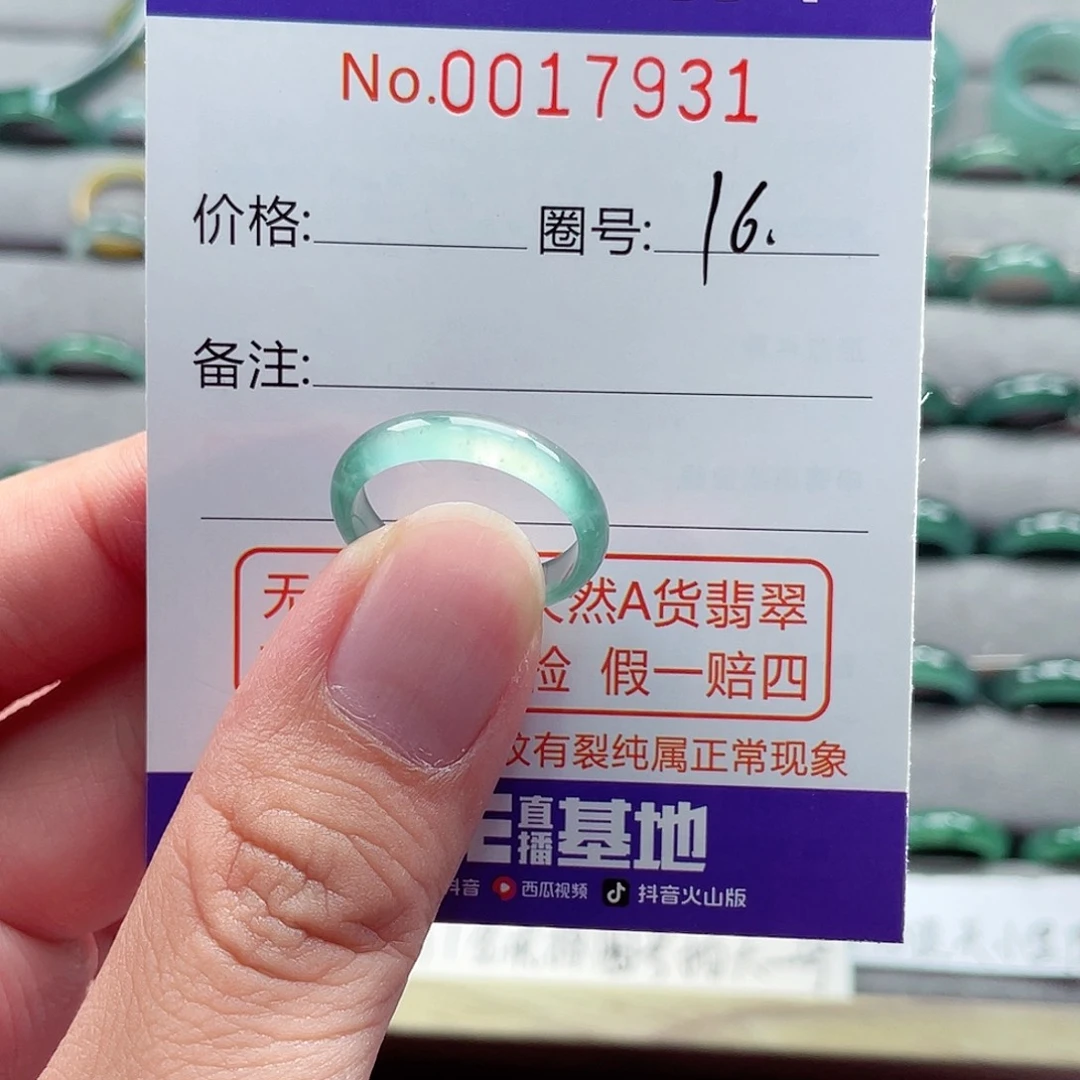 No.0017931
价格: 圈号: 16.
备注:
无 然A货翡翠
检 假一赔四
纹有裂纯属正常现象
直播基地
抖音 西瓜视频 抖音火山版